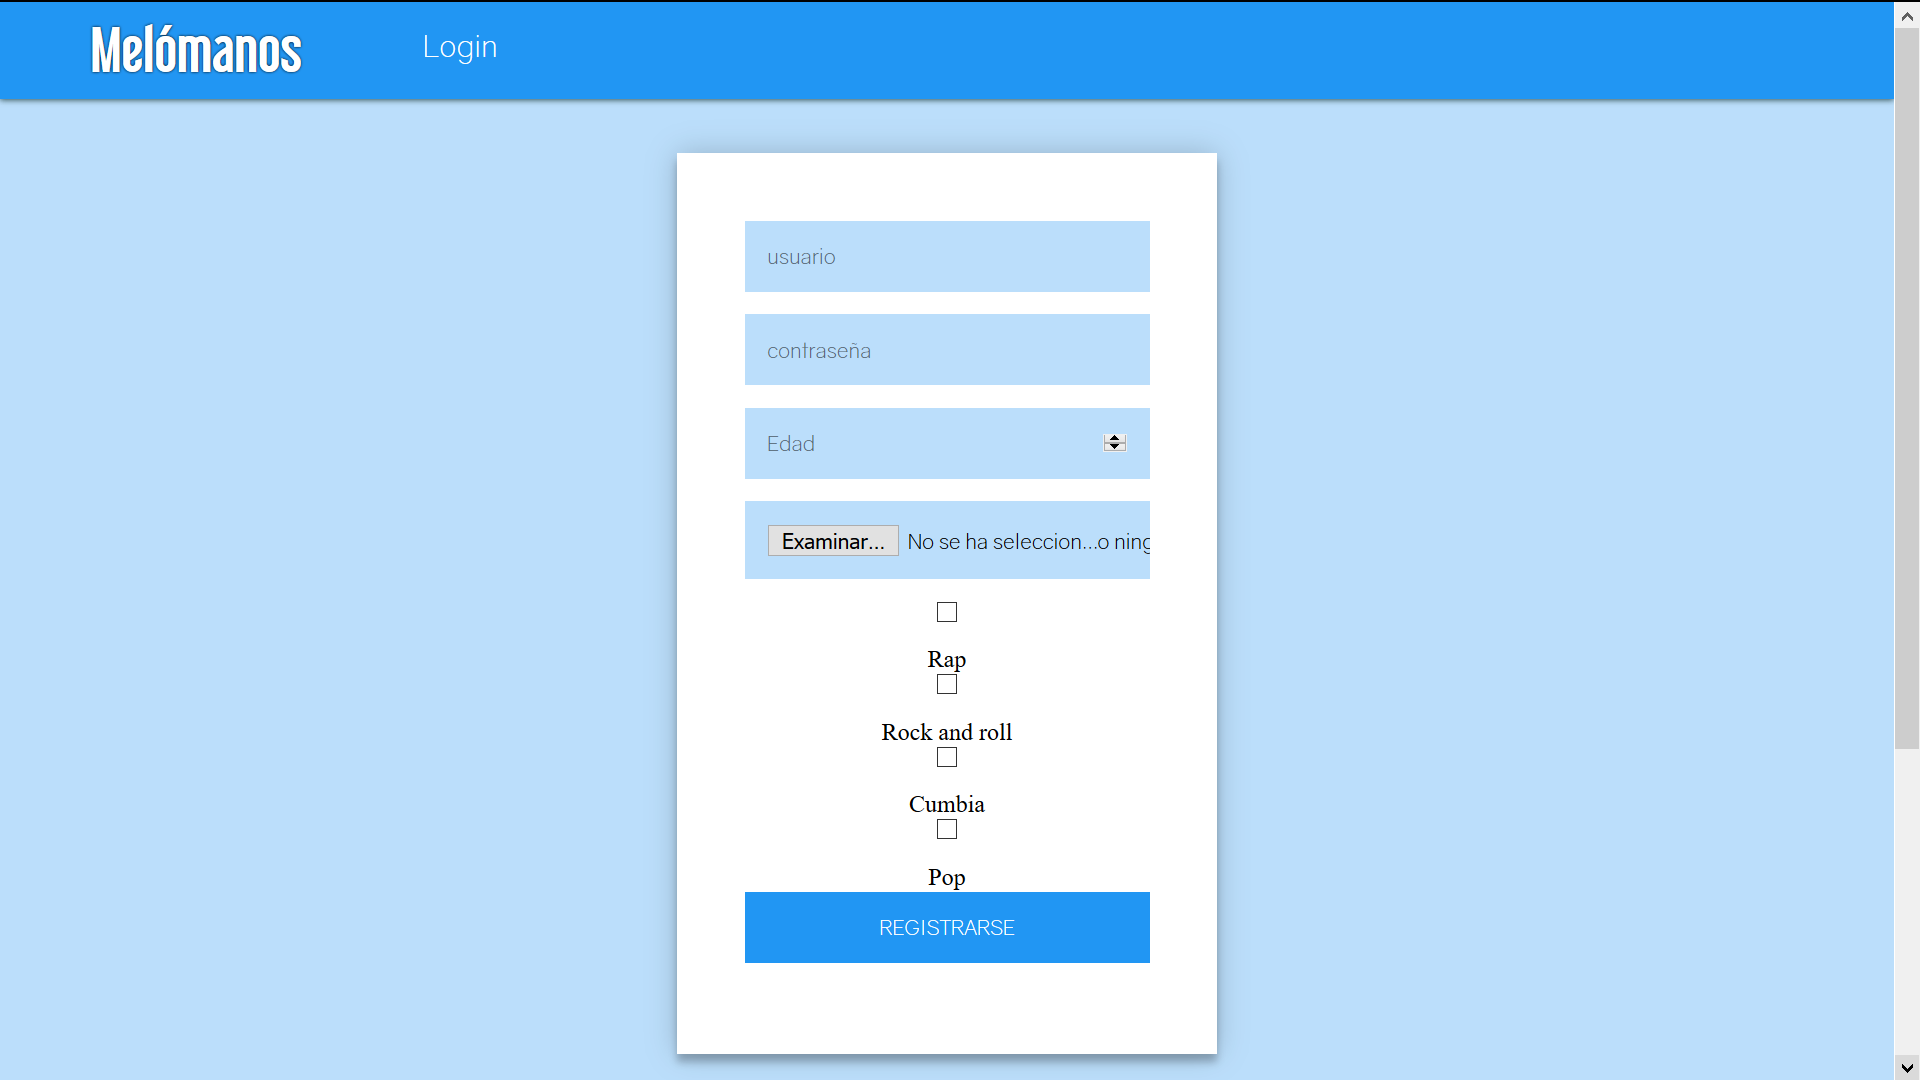 Melómanos
Login
usuario
contraseña
Edad
Examinar... No se ha seleccion...o ning
Rap
Rock and roll
Cumbia
Pop
REGISTRARSE